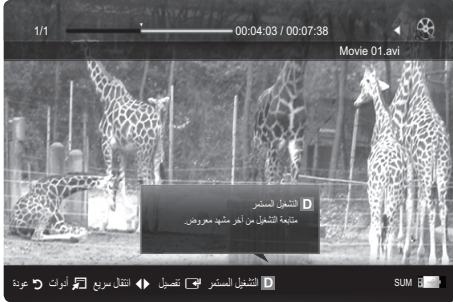 1/1
00:04:03 / 00:07:38
Movie 01.avi
D التشغيل المستمر
متابعة التشغيل من آخر مشهد معروض.
SUM
D التشغيل المستمر تفصيل انتقال سريع أدوات عودة